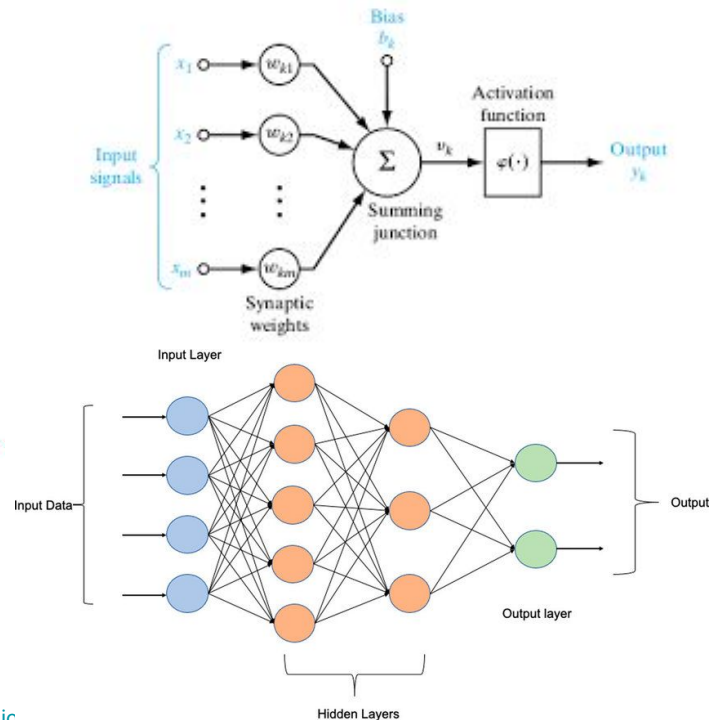 Bias
b_k
x_1
w_k1
Activation
function
x_2
w_k2
Input
signals
Σ
v_k
φ(·)
Output
y_k
Summing
junction
x_m
w_km
Synaptic
weights
Input Layer
Input Data
Output
Output layer
Hidden Layers